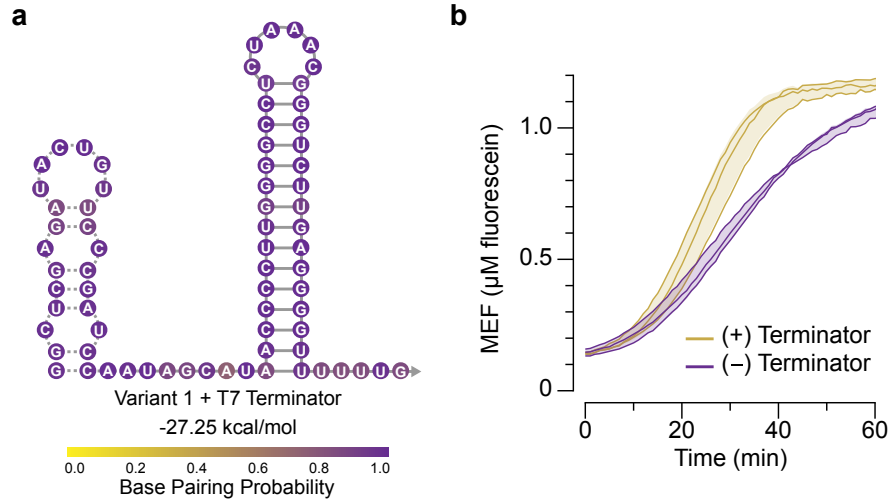 a
GGCUCGAGAUACUGUUCCCGAUCCAAUAGCAUAACCCCUUGGGGCCUCUAAACGGGUCUUGAGGGGUUUUUUG
Variant 1 + T7 Terminator
-27.25 kcal/mol
0.0 0.2 0.4 0.6 0.8 1.0
Base Pairing Probability
b
MEF (µM fluorescein)
1.0
0.5
0
(+) Terminator
(−) Terminator
0 20 40 60
Time (min)